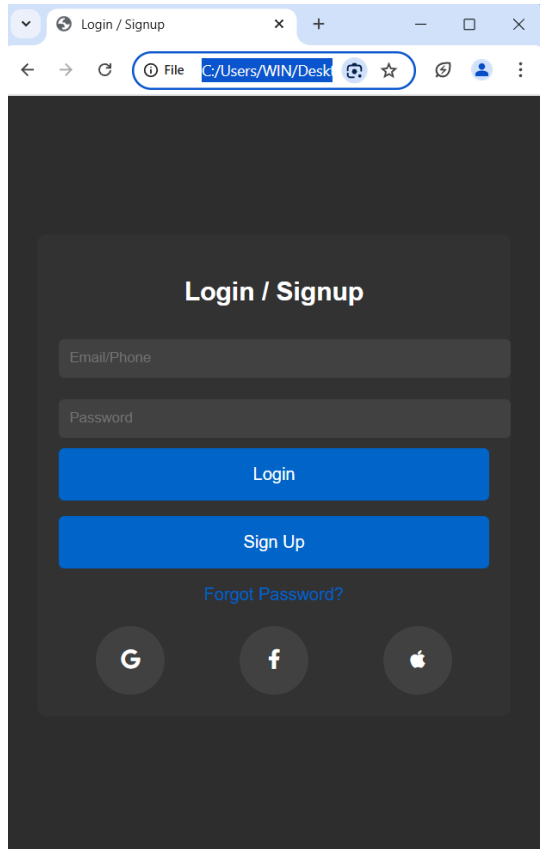 Login / Signup
File C:/Users/WIN/Deskt
Login / Signup
Email/Phone
Password
Login
Sign Up
Forgot Password?
G
f